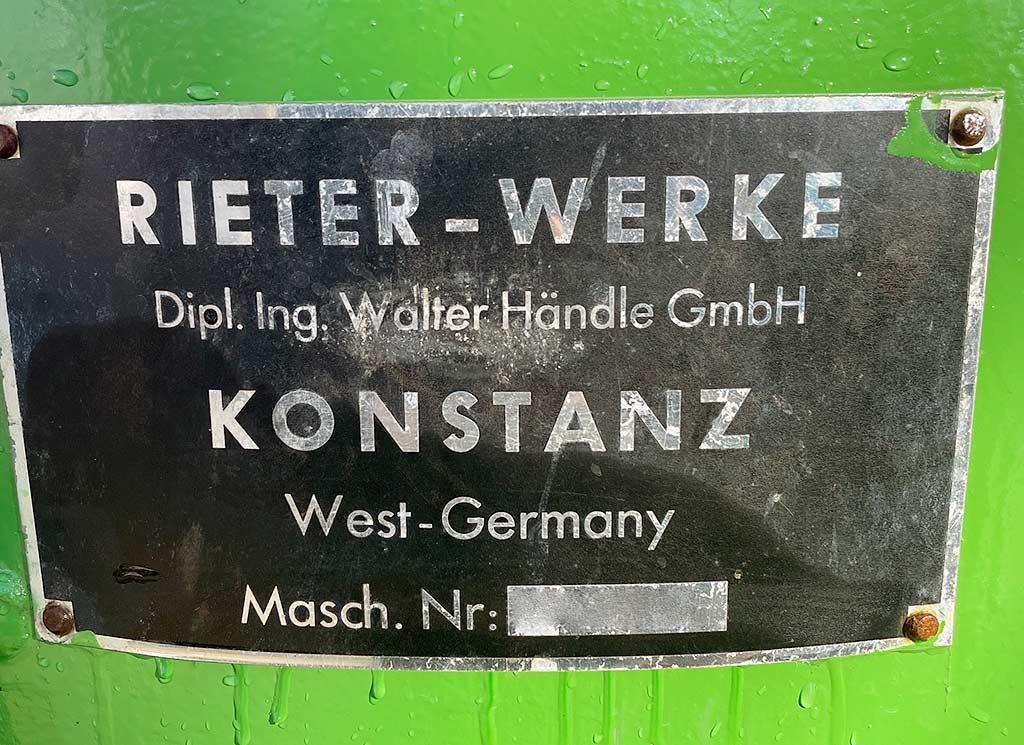 RIETER-WERKE
Dipl. Ing. Walter Händle GmbH
KONSTANZ
West-Germany
Masch. Nr: